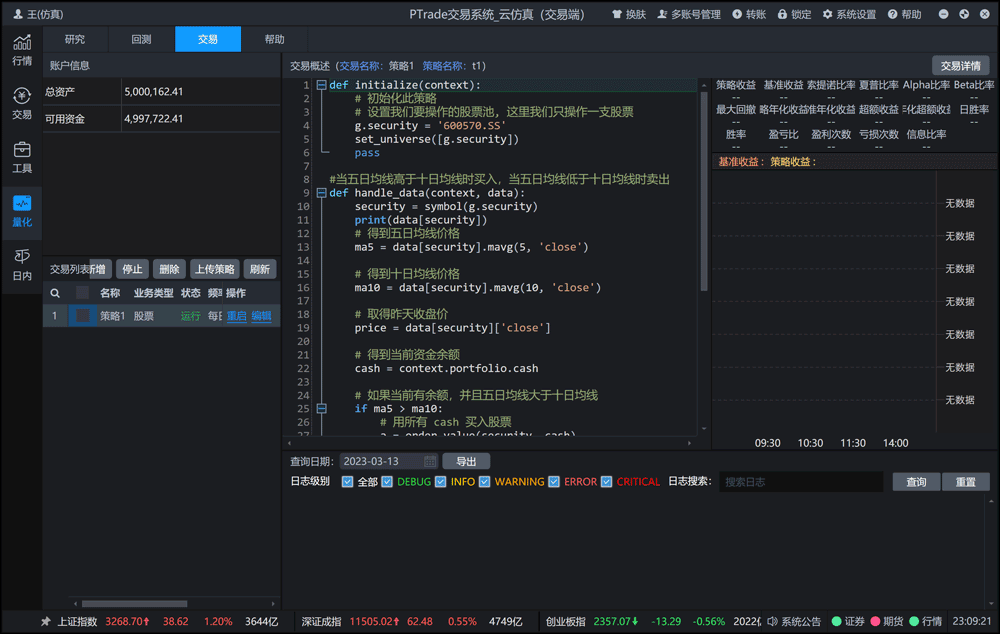 王(仿真)
PTrade交易系统_云仿真（交易端）
换肤 多账号管理 转账 锁定 系统设置 帮助
行情
交易
工具
量化
日内
研究 回测 交易 帮助
账户信息
总资产 5,000,162.41
可用资金 4,997,722.41
交易列表 新增 停止 删除 上传策略 刷新
名称 业务类型 状态 频率 操作
1 策略1 股票 运行 每日 重启 编辑
交易概述（交易名称：策略1 策略名称：t1） 交易详情
1 def initialize(context):
2 # 初始化此策略
3 # 设置我们要操作的股票池, 这里我们只操作一支股票
4 g.security = '600570.SS'
5 set_universe([g.security])
6 pass
7
8 #当五日均线高于十日均线时买入，当五日均线低于十日均线时卖出
9 def handle_data(context, data):
10 security = symbol(g.security)
11 print(data[security])
12 # 得到五日均线价格
13 ma5 = data[security].mavg(5, 'close')
14
15 # 得到十日均线价格
16 ma10 = data[security].mavg(10, 'close')
17
18 # 取得昨天收盘价
19 price = data[security]['close']
20
21 # 得到当前资金余额
22 cash = context.portfolio.cash
23
24 # 如果当前有余额，并且五日均线大于十日均线
25 if ma5 > ma10:
26 # 用所有 cash 买入股票
27 a = order_value(security, cash)
策略收益 基准收益 索提诺比率 夏普比率 Alpha比率 Beta比率
-- -- -- -- -- --
最大回撤 略年化收益 准年化收益 超额收益 年化超额收益 日胜率
-- -- -- -- -- --
胜率 盈亏比 盈利次数 亏损次数 信息比率
-- -- -- -- --
基准收益： 策略收益：
无数据
无数据
无数据
无数据
无数据
无数据
无数据
09:30 10:30 11:30 14:00
查询日期： 2023-03-13 导出
日志级别 全部 DEBUG INFO WARNING ERROR CRITICAL 日志搜索： 搜索日志 查询 重置
上证指数 3268.70↑ 38.62 1.20% 3644亿 深证成指 11505.02↑ 62.48 0.55% 4749亿 创业板指 2357.07↓ -13.29 -0.56% 2022亿 系统公告 证券 期货 行情 23:09:21